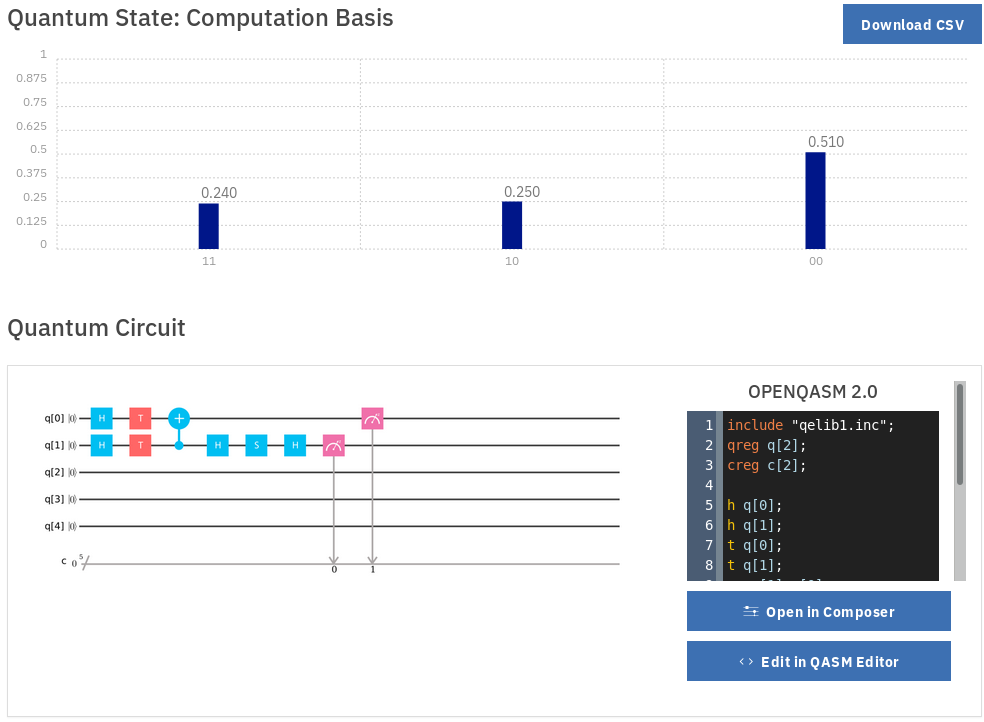 Quantum State: Computation Basis
Download CSV
1
0.875
0.75
0.625
0.5
0.375
0.25
0.125
0
0.240
0.250
0.510
11
10
00
Quantum Circuit
OPENQASM 2.0
q[0] |0⟩ H T +
q[1] |0⟩ H T H S H
q[2] |0⟩
q[3] |0⟩
q[4] |0⟩
c 0 5
0 1
1 include "qelib1.inc";
2 qreg q[2];
3 creg c[2];
4
5 h q[0];
6 h q[1];
7 t q[0];
8 t q[1];
Open in Composer
Edit in QASM Editor